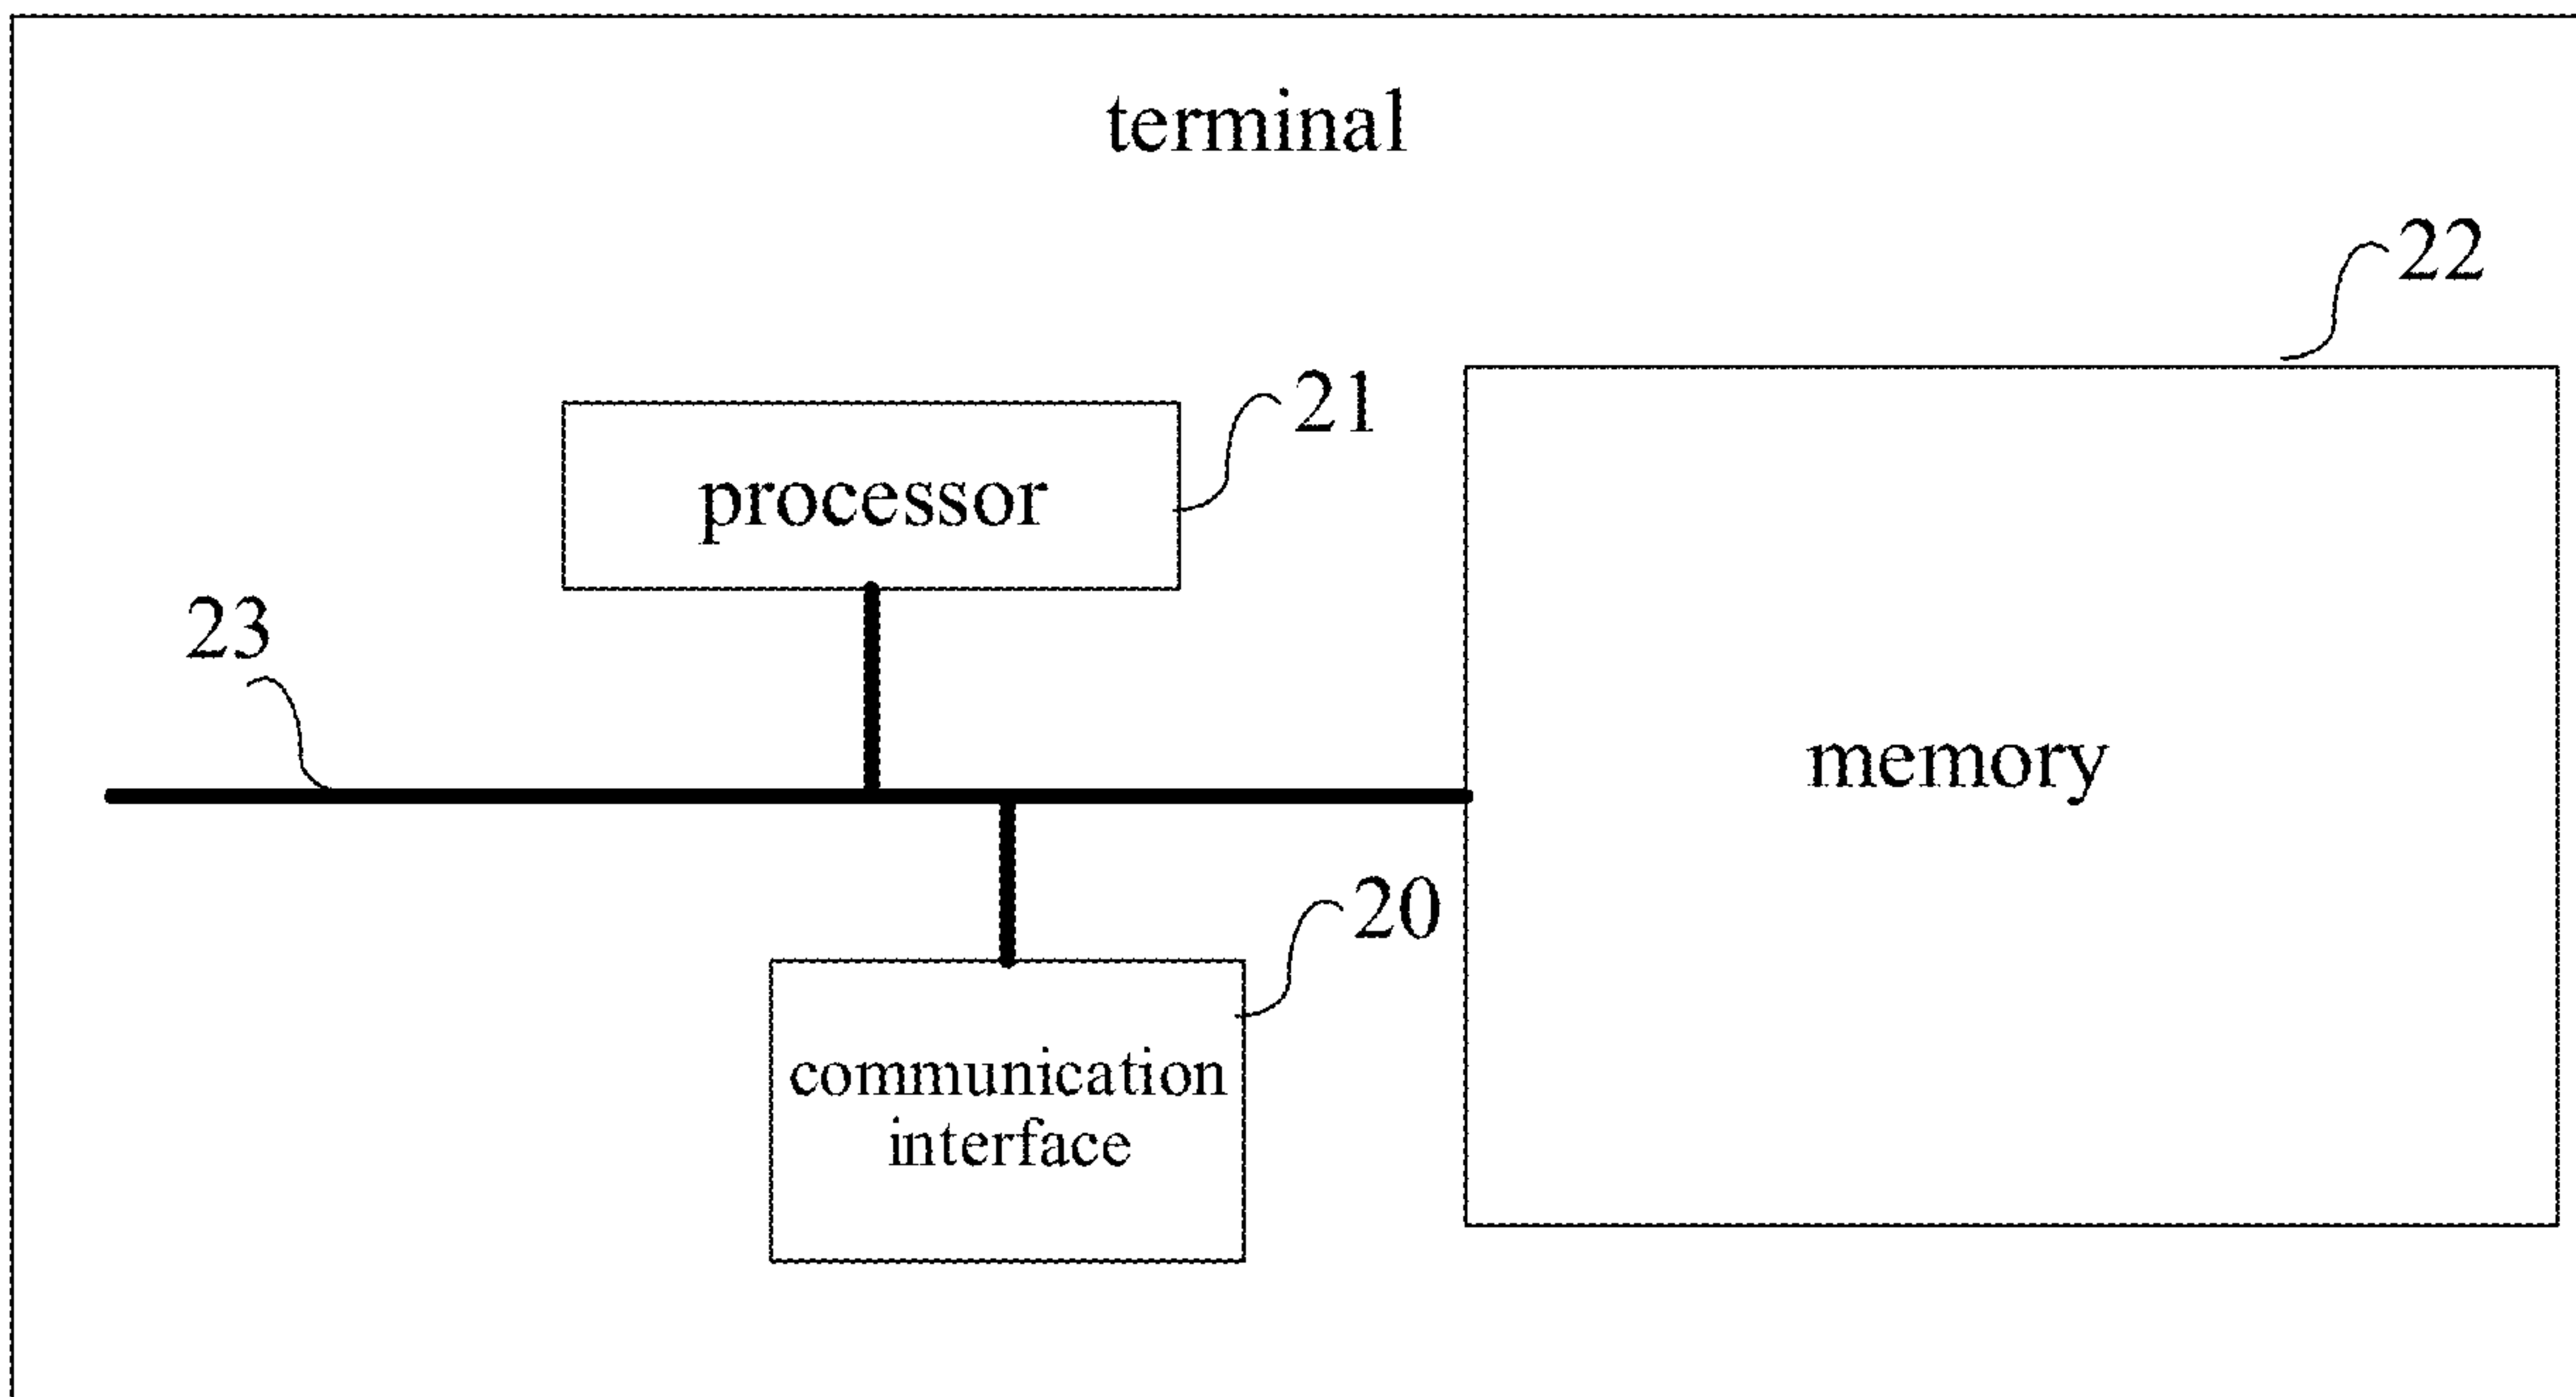 terminal
22
21
processor
23
memory
20
communication
interface